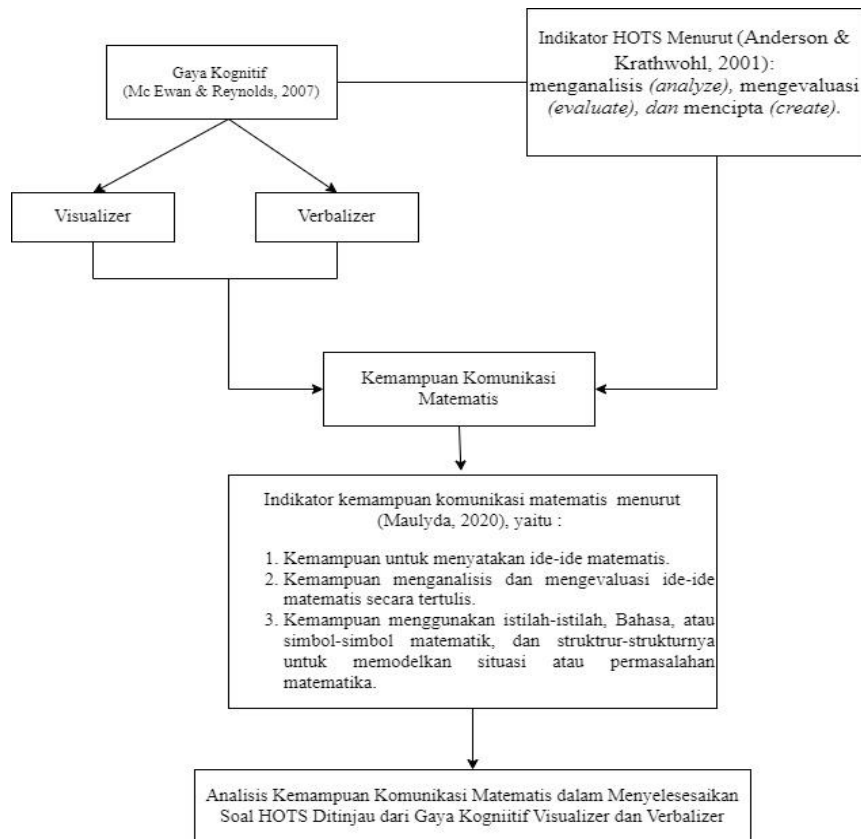 Gaya Kognitif
(Mc Ewan & Reynolds, 2007)
Indikator HOTS Menurut (Anderson &
Krathwohl, 2001):
menganalisis (analyze), mengevaluasi
(evaluate), dan mencipta (create).
Visualizer
Verbalizer
Kemampuan Komunikasi
Matematis
Indikator kemampuan komunikasi matematis menurut
(Maulyda, 2020), yaitu :
1. Kemampuan untuk menyatakan ide-ide matematis.
2. Kemampuan menganalisis dan mengevaluasi ide-ide
matematis secara tertulis.
3. Kemampuan menggunakan istilah-istilah, Bahasa, atau
simbol-simbol matematik, dan struktrur-strukturnya
untuk memodelkan situasi atau permasalahan
matematika.
Analisis Kemampuan Komunikasi Matematis dalam Menyelesesaikan
Soal HOTS Ditinjau dari Gaya Kogniitif Visualizer dan Verbalizer